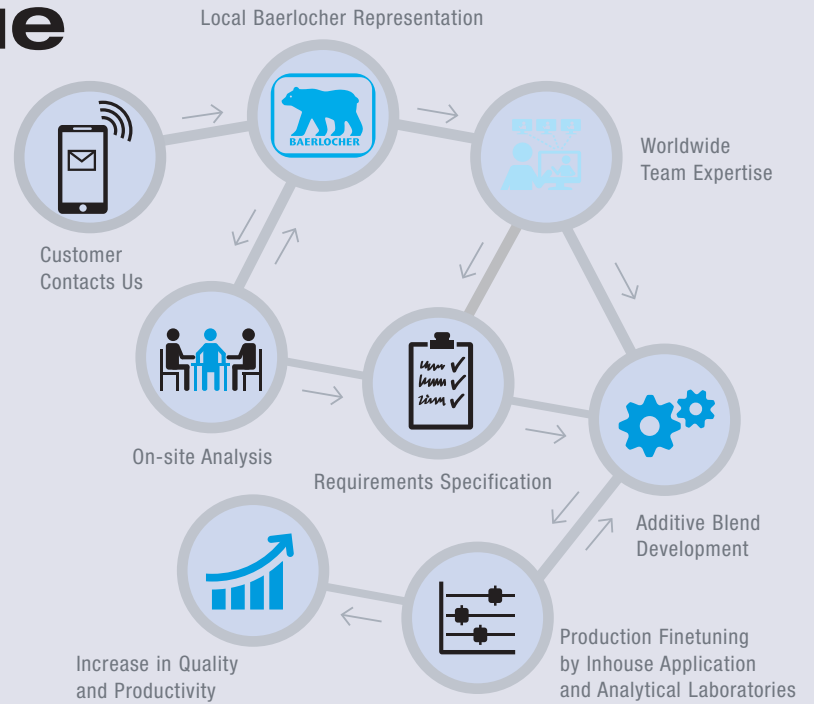 Local Baerlocher Representation
BAERLOCHER
Worldwide
Team Expertise
Customer
Contacts Us
On-site Analysis
Requirements Specification
Additive Blend
Development
Production Finetuning
by Inhouse Application
and Analytical Laboratories
Increase in Quality
and Productivity